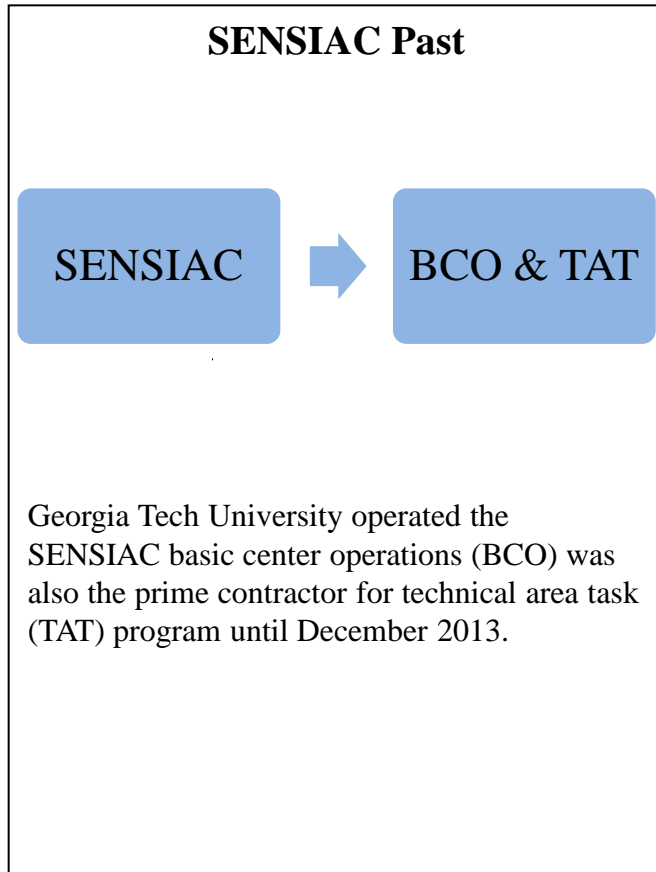 SENSIAC Past
SENSIAC
BCO & TAT
Georgia Tech University operated the
SENSIAC basic center operations (BCO) was
also the prime contractor for technical area task
(TAT) program until December 2013.